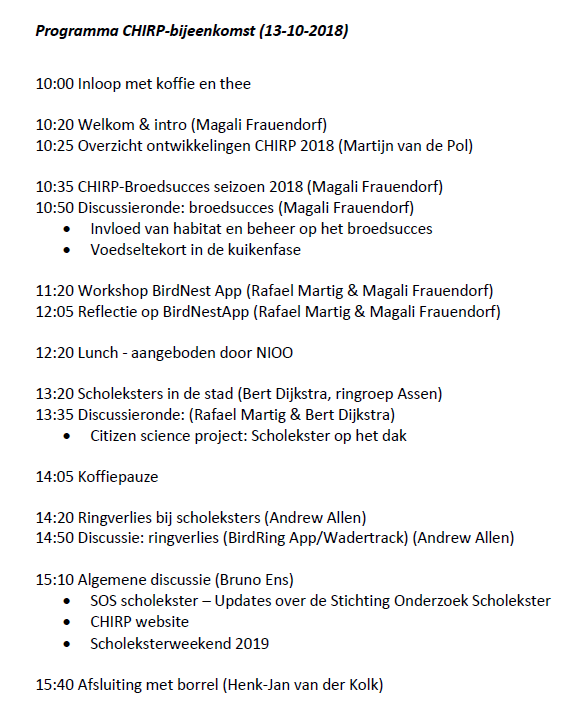 Programma CHIRP-bijeenkomst (13-10-2018)
10:00 Inloop met koffie en thee
10:20 Welkom & intro (Magali Frauendorf)
10:25 Overzicht ontwikkelingen CHIRP 2018 (Martijn van de Pol)
10:35 CHIRP-Broedsucces seizoen 2018 (Magali Frauendorf)
10:50 Discussieronde: broedsucces (Magali Frauendorf)
• Invloed van habitat en beheer op het broedsucces
• Voedseltekort in de kuikenfase
11:20 Workshop BirdNest App (Rafael Martig & Magali Frauendorf)
12:05 Reflectie op BirdNestApp (Rafael Martig & Magali Frauendorf)
12:20 Lunch - aangeboden door NIOO
13:20 Scholeksters in de stad (Bert Dijkstra, ringroep Assen)
13:35 Discussieronde: (Rafael Martig & Bert Dijkstra)
• Citizen science project: Scholekster op het dak
14:05 Koffiepauze
14:20 Ringverlies bij scholeksters (Andrew Allen)
14:50 Discussie: ringverlies (BirdRing App/Wadertrack) (Andrew Allen)
15:10 Algemene discussie (Bruno Ens)
• SOS scholekster – Updates over de Stichting Onderzoek Scholekster
• CHIRP website
• Scholeksterweekend 2019
15:40 Afsluiting met borrel (Henk-Jan van der Kolk)